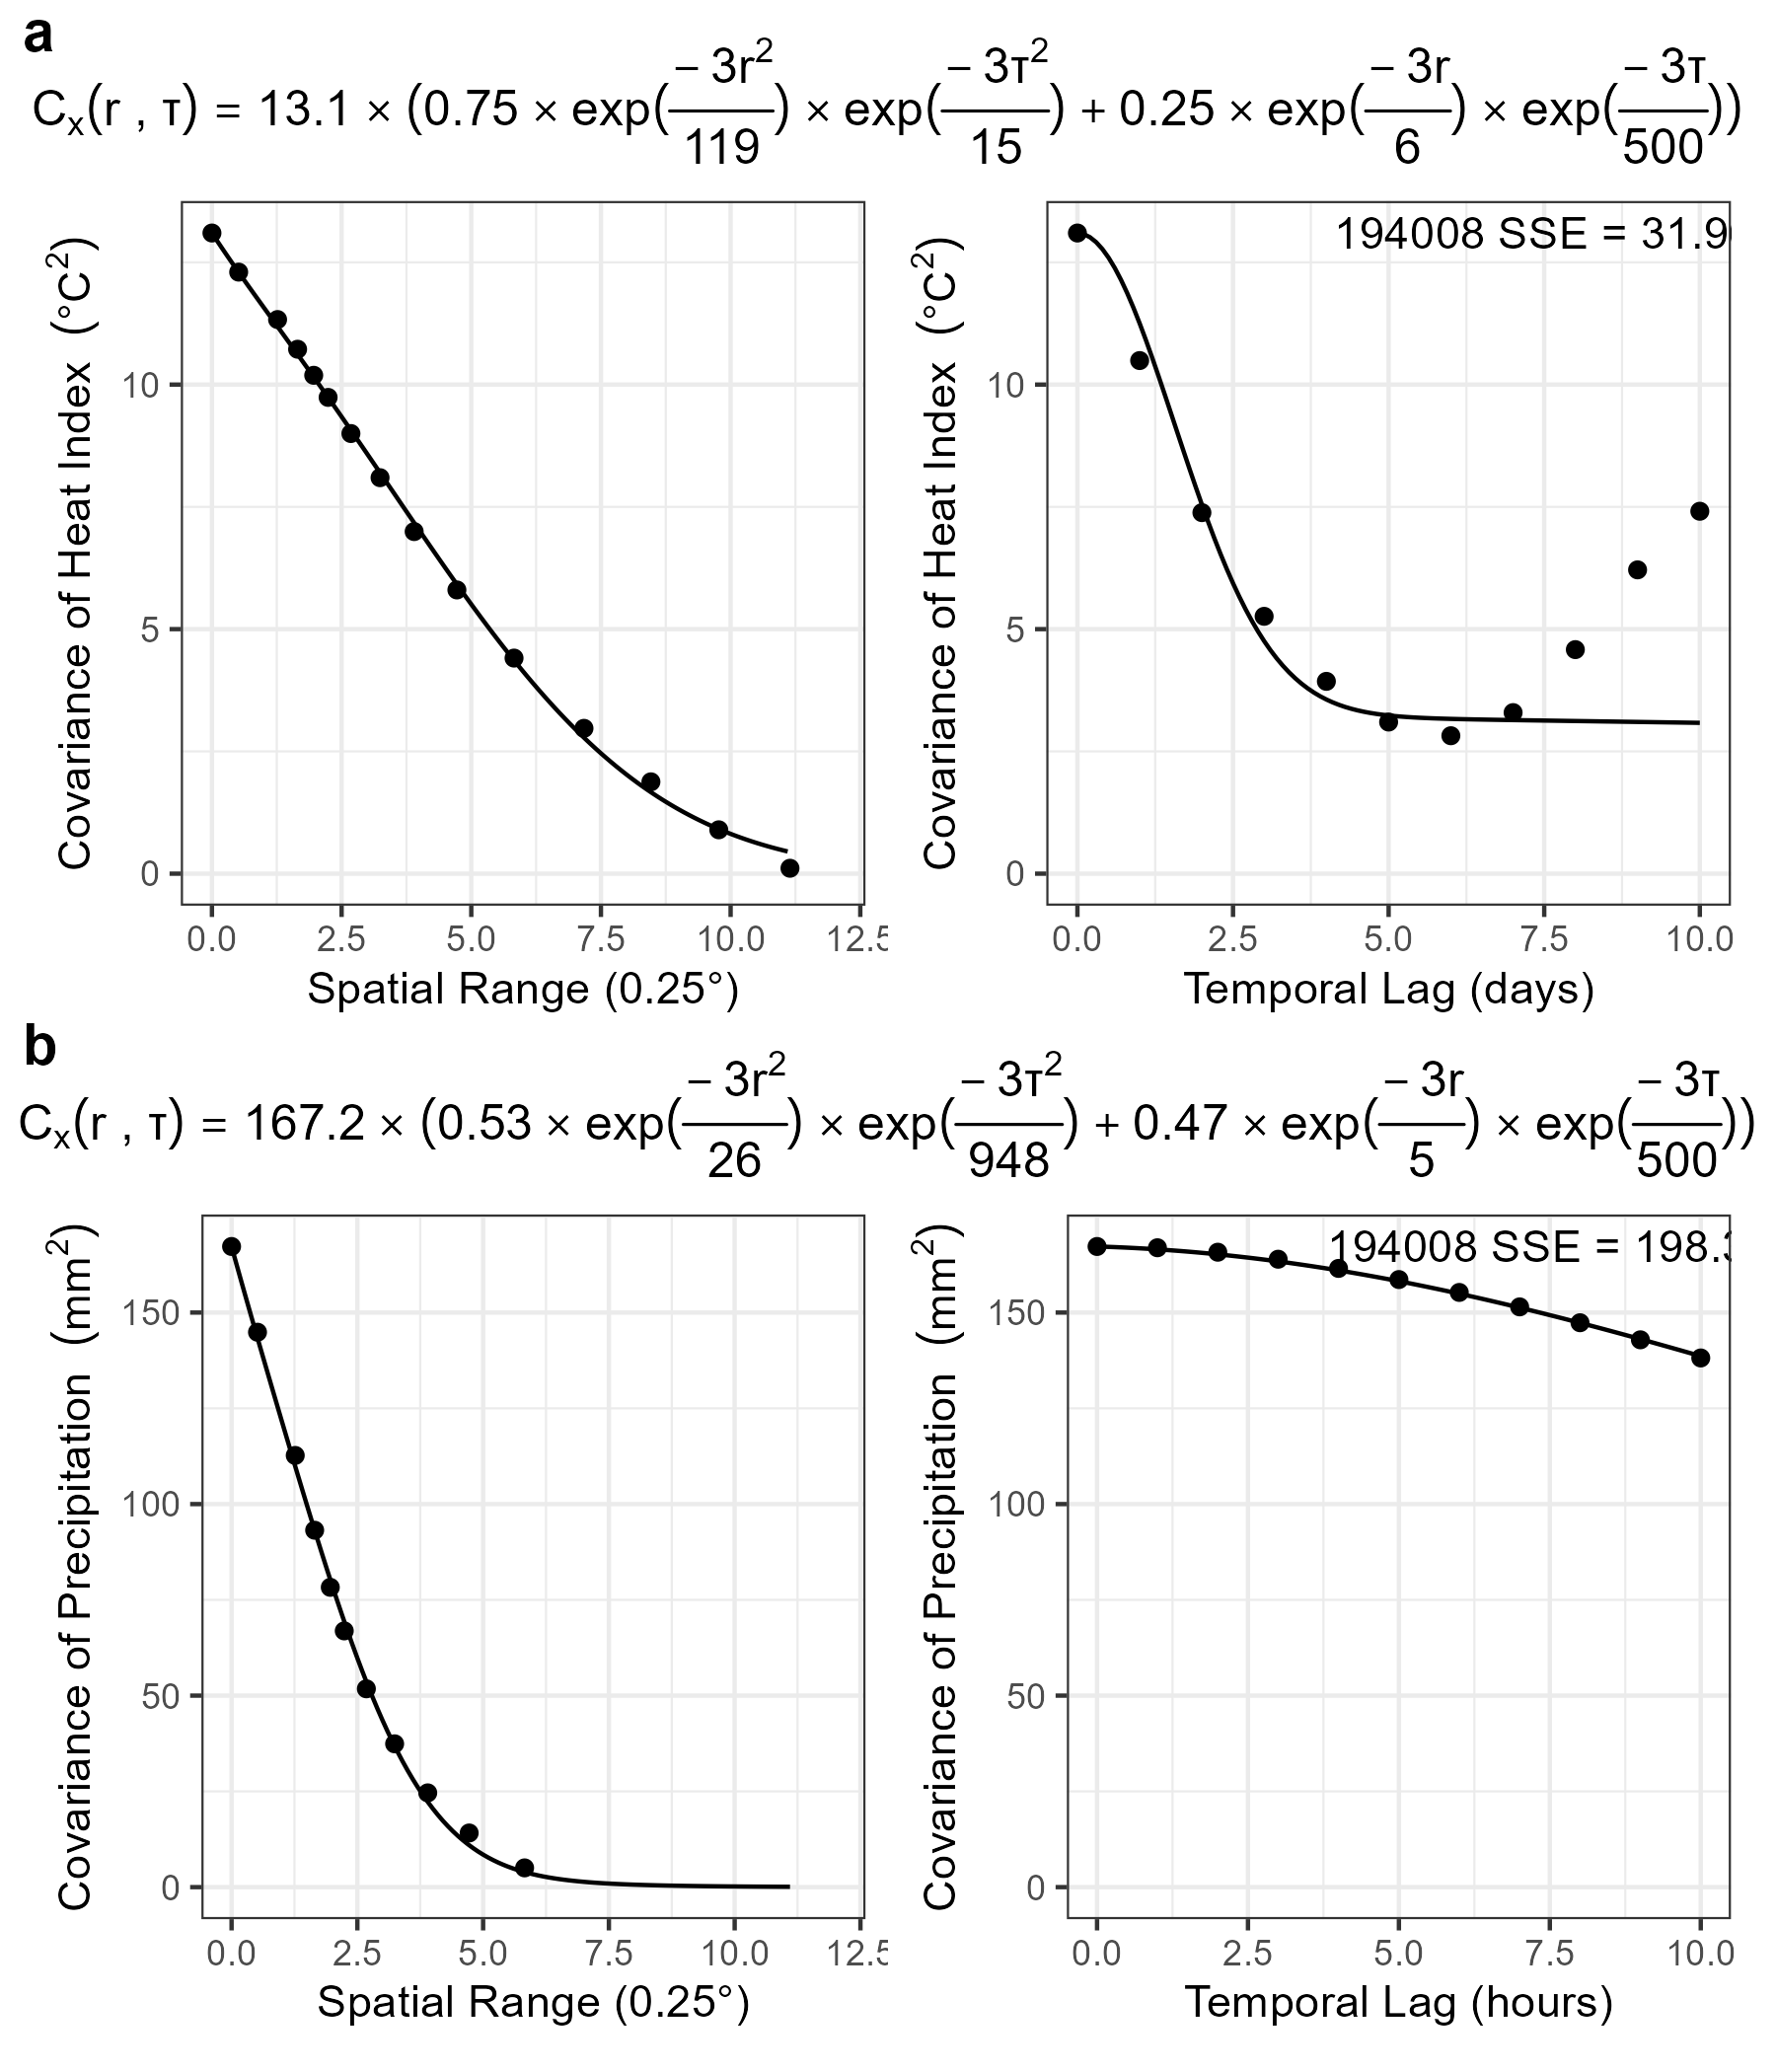 a
Cx(r , τ) = 13.1 × (0.75 × exp(− 3r²/119) × exp(− 3τ²/15) + 0.25 × exp(− 3r/6) × exp(− 3τ/500))
Covariance of Heat Index (°C²)
10
5
0
0.0 2.5 5.0 7.5 10.0 12.5
Spatial Range (0.25°)
194008 SSE = 31.9
Covariance of Heat Index (°C²)
10
5
0
0.0 2.5 5.0 7.5 10.0
Temporal Lag (days)
b
Cx(r , τ) = 167.2 × (0.53 × exp(− 3r²/26) × exp(− 3τ²/948) + 0.47 × exp(− 3r/5) × exp(− 3τ/500))
Covariance of Precipitation (mm²)
150
100
50
0
0.0 2.5 5.0 7.5 10.0 12.5
Spatial Range (0.25°)
194008 SSE = 198.3
Covariance of Precipitation (mm²)
150
100
50
0
0.0 2.5 5.0 7.5 10.0
Temporal Lag (hours)